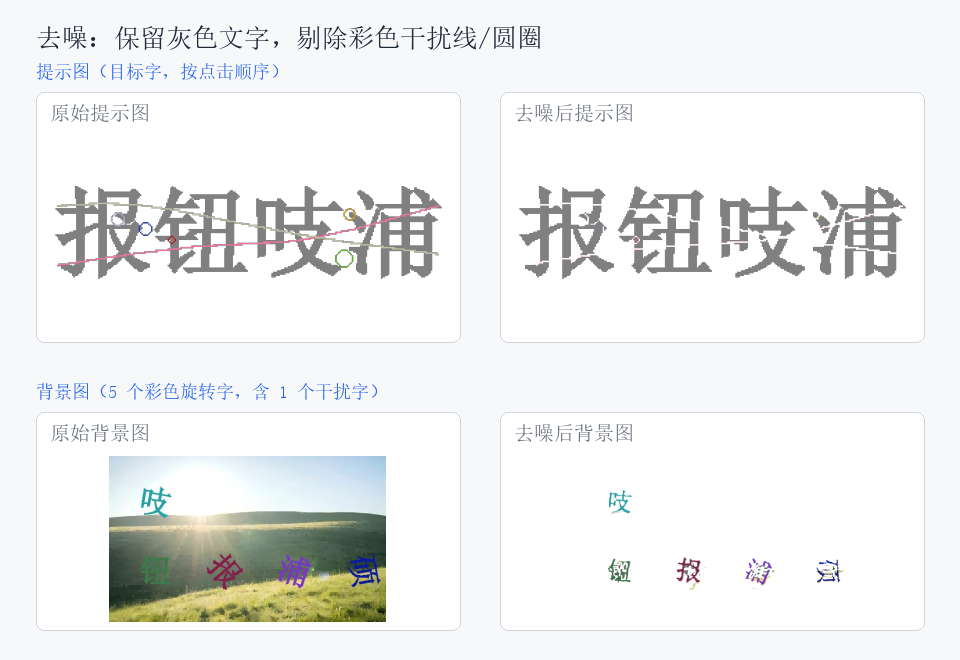 去噪：保留灰色文字，剔除彩色干扰线/圆圈
提示图（目标字，按点击顺序）
原始提示图
去噪后提示图
报钮吱浦
报钮吱浦
背景图（5 个彩色旋转字，含 1 个干扰字）
原始背景图
去噪后背景图
吱
钮 报 浦
吱
钮 报 浦